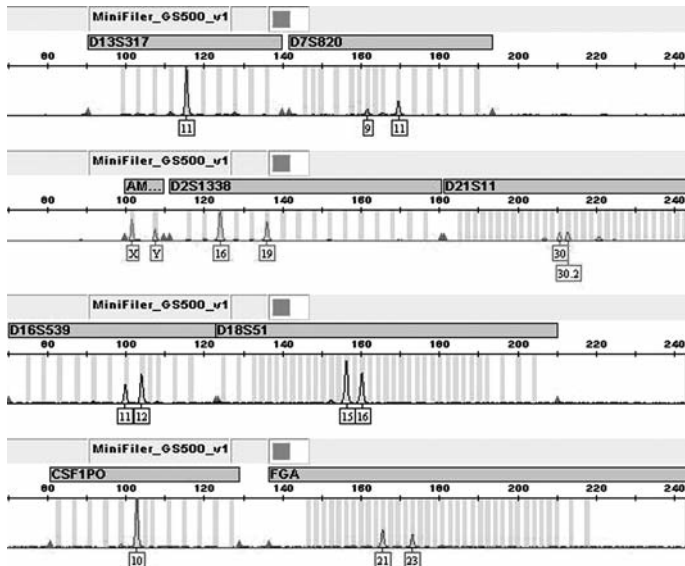 MiniFiler_GS500_v1
D13S317 D7S820
80 100 120 140 160 180 200 220 240
11 9 11
MiniFiler_GS500_v1
AM... D2S1338 D21S11
80 100 120 140 160 180 200 220 240
X Y 16 19 30
30.2
MiniFiler_GS500_v1
D16S539 D18S51
80 100 120 140 160 180 200 220 240
11 12 15 16
MiniFiler_GS500_v1
CSF1PO FGA
80 100 120 140 160 180 200 220 240
10 21 23